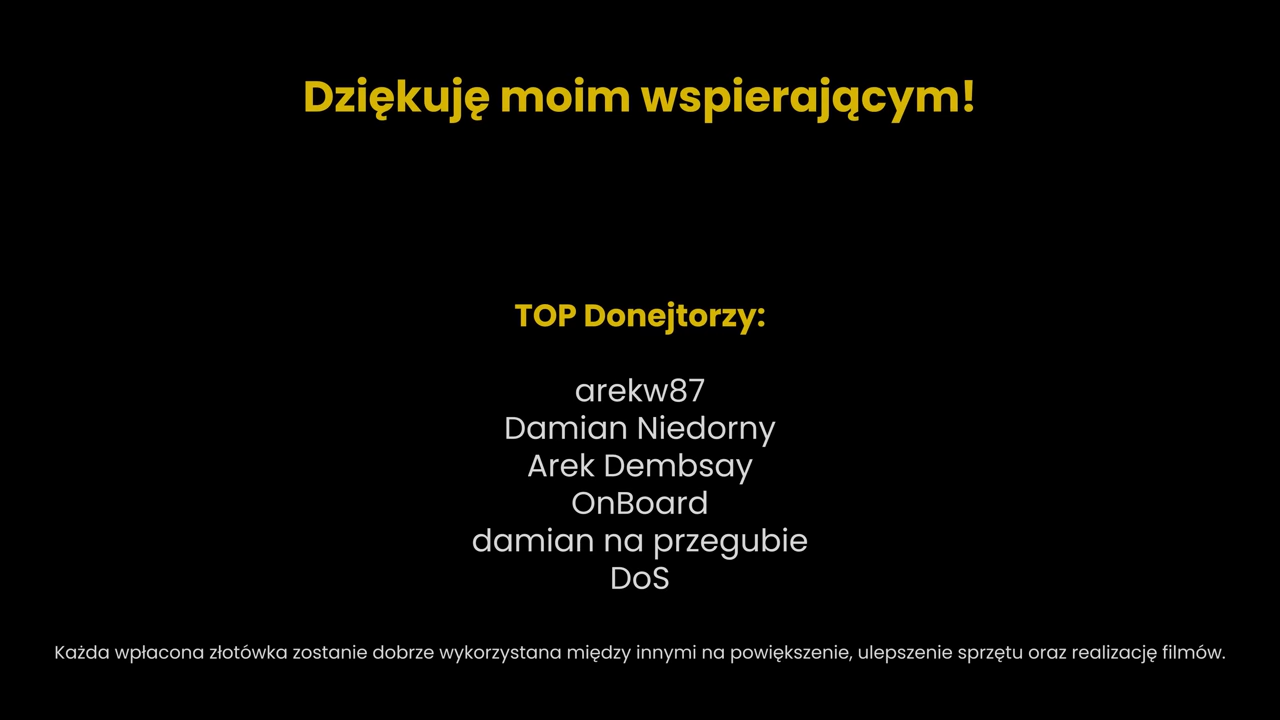 Dziękuję moim wspierającym!
TOP Donejtorzy:
arekw87
Damian Niedorny
Arek Dembsay
OnBoard
damian na przegubie
DoS
Każda wpłacona złotówka zostanie dobrze wykorzystana między innymi na powiększenie, ulepszenie sprzętu oraz realizację filmów.